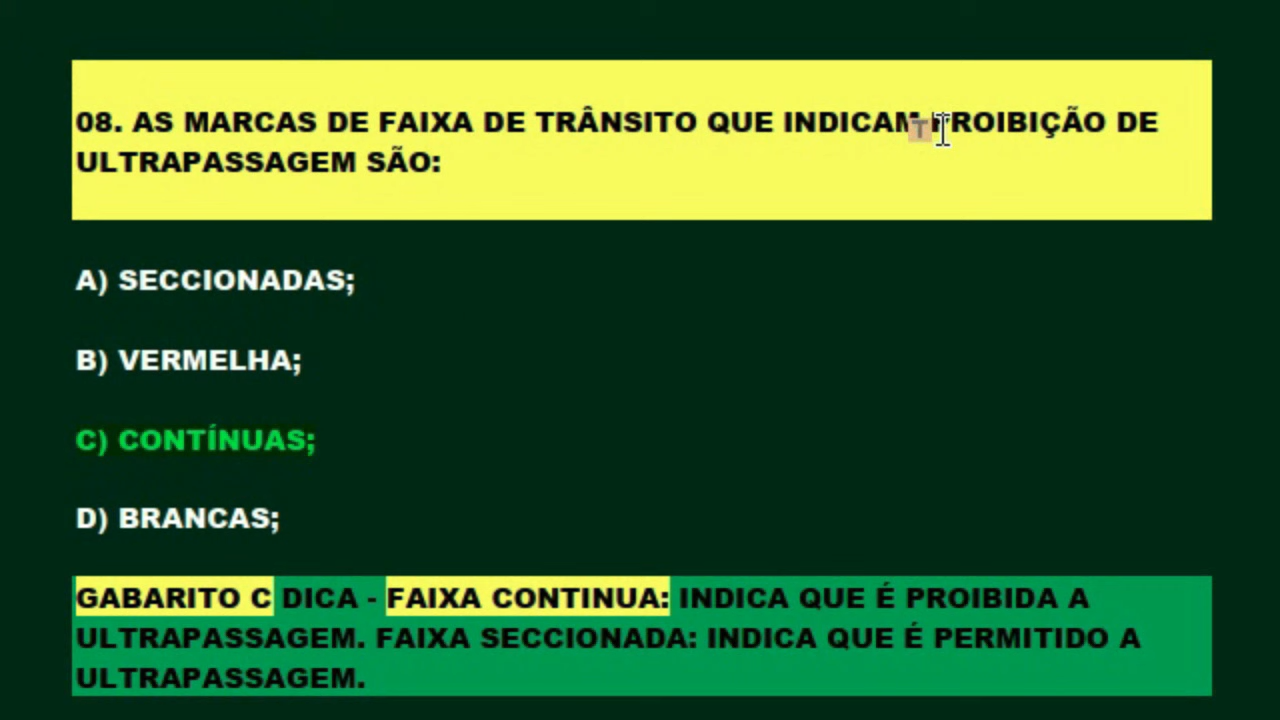 08. AS MARCAS DE FAIXA DE TRÂNSITO QUE INDICAM PROIBIÇÃO DE
ULTRAPASSAGEM SÃO:
A) SECCIONADAS;
B) VERMELHA;
C) CONTÍNUAS;
D) BRANCAS;
GABARITO C DICA - FAIXA CONTINUA: INDICA QUE É PROIBIDA A
ULTRAPASSAGEM. FAIXA SECCIONADA: INDICA QUE É PERMITIDO A
ULTRAPASSAGEM.